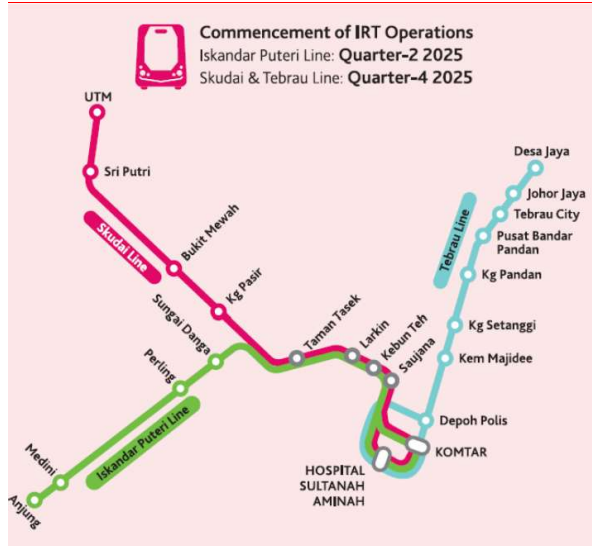 Commencement of IRT Operations
Iskandar Puteri Line: Quarter-2 2025
Skudai & Tebrau Line: Quarter-4 2025
UTM
Sri Putri
Skudai Line
Bukit Mewah
Kg Pasir
Sungai Danga
Perling
Iskandar Puteri Line
Medini
Anjung
Taman Tasek
Larkin
Kebun Teh
Saujana
Desa Jaya
Johor Jaya
Tebrau City
Tebrau Line
Pusat Bandar
Pandan
Kg Pandan
Kg Setanggi
Kem Majidee
Depoh Polis
KOMTAR
HOSPITAL
SULTANAH
AMINAH